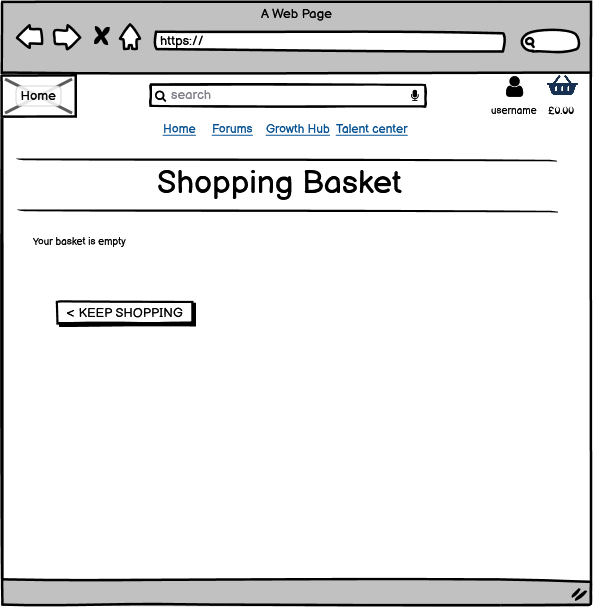 A Web Page
https://
Home
search
username £0.00
Home Forums Growth Hub Talent center
Shopping Basket
Your basket is empty
< KEEP SHOPPING